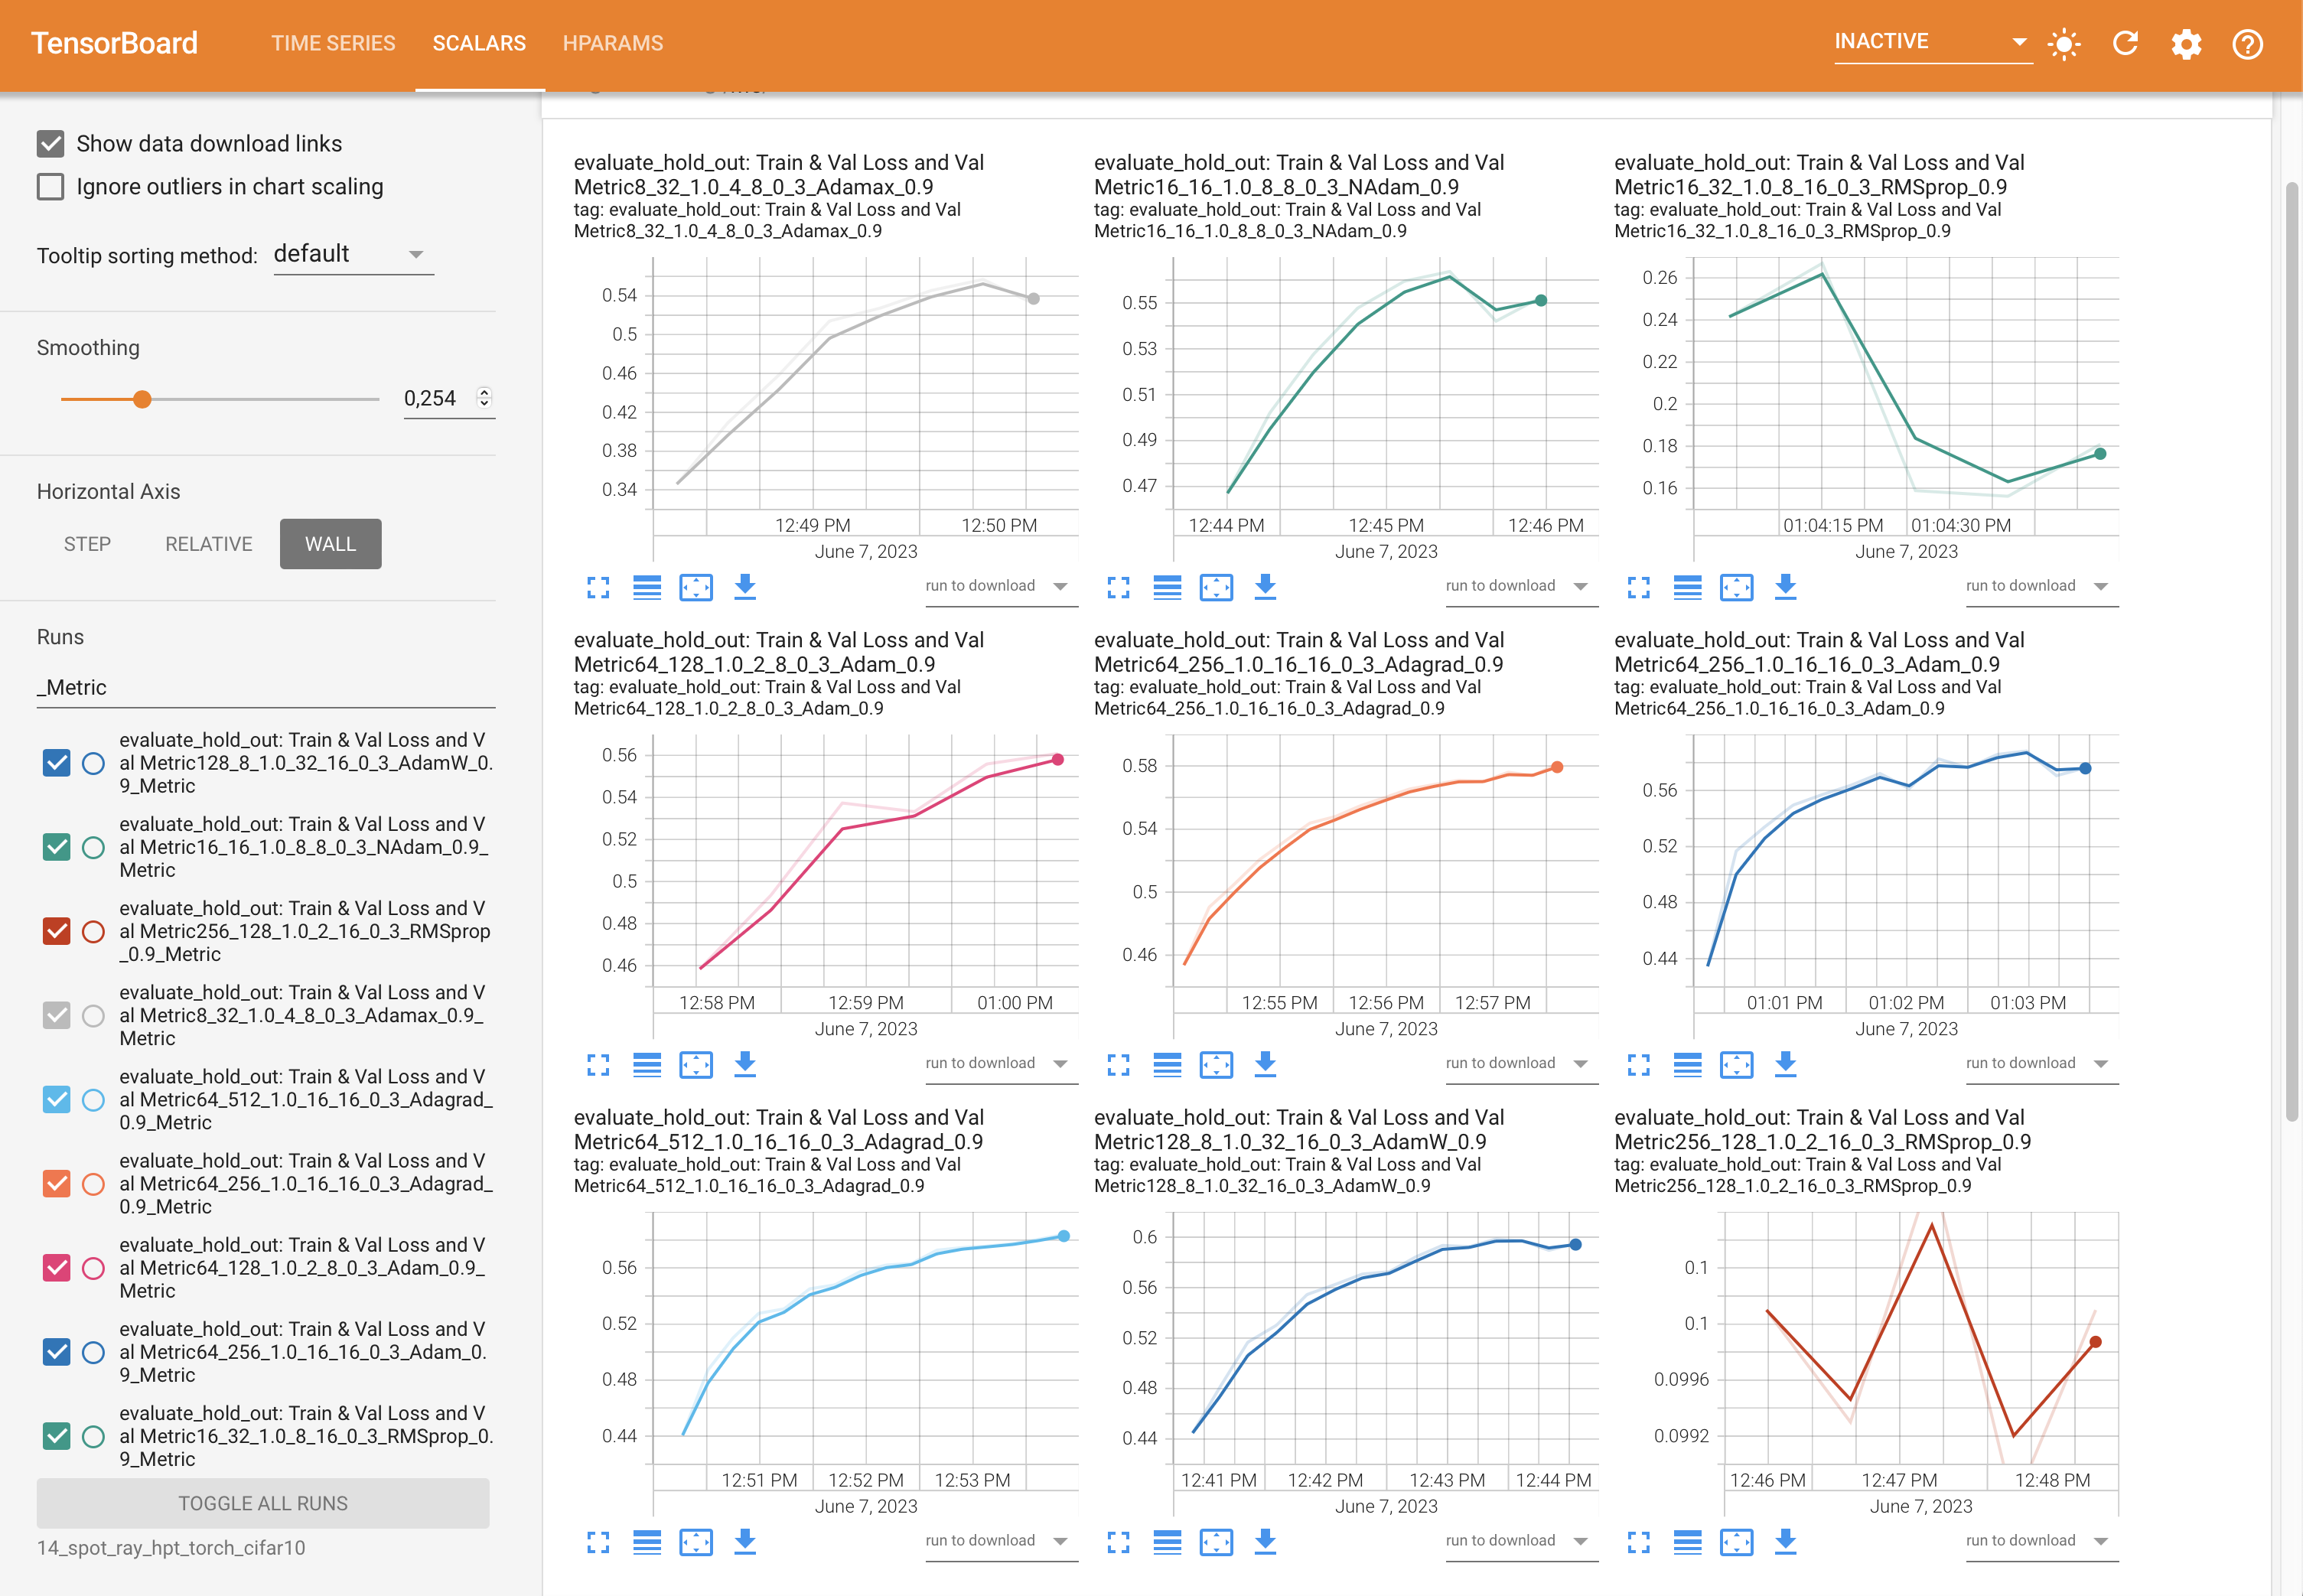 TensorBoard
TIME SERIES
SCALARS
HPARAMS
INACTIVE
Show data download links
Ignore outliers in chart scaling
Tooltip sorting method:
default
Smoothing
0,254
Horizontal Axis
STEP
RELATIVE
WALL
Runs
_Metric
evaluate_hold_out: Train & Val Loss and V
al Metric128_8_1.0_32_16_0_3_AdamW_0.
9_Metric
evaluate_hold_out: Train & Val Loss and V
al Metric16_16_1.0_8_8_0_3_NAdam_0.9_
Metric
evaluate_hold_out: Train & Val Loss and V
al Metric256_128_1.0_2_16_0_3_RMSprop
_0.9_Metric
evaluate_hold_out: Train & Val Loss and V
al Metric8_32_1.0_4_8_0_3_Adamax_0.9_
Metric
evaluate_hold_out: Train & Val Loss and V
al Metric64_512_1.0_16_16_0_3_Adagrad_
0.9_Metric
evaluate_hold_out: Train & Val Loss and V
al Metric64_256_1.0_16_16_0_3_Adagrad_
0.9_Metric
evaluate_hold_out: Train & Val Loss and V
al Metric64_128_1.0_2_8_0_3_Adam_0.9_
Metric
evaluate_hold_out: Train & Val Loss and V
al Metric64_256_1.0_16_16_0_3_Adam_0.
9_Metric
evaluate_hold_out: Train & Val Loss and V
al Metric16_32_1.0_8_16_0_3_RMSprop_0.
9_Metric
TOGGLE ALL RUNS
14_spot_ray_hpt_torch_cifar10
evaluate_hold_out: Train & Val Loss and Val
Metric8_32_1.0_4_8_0_3_Adamax_0.9
tag: evaluate_hold_out: Train & Val Loss and Val
Metric8_32_1.0_4_8_0_3_Adamax_0.9
0.54
0.5
0.46
0.42
0.38
0.34
12:49 PM
12:50 PM
June 7, 2023
run to download
evaluate_hold_out: Train & Val Loss and Val
Metric16_16_1.0_8_8_0_3_NAdam_0.9
tag: evaluate_hold_out: Train & Val Loss and Val
Metric16_16_1.0_8_8_0_3_NAdam_0.9
0.55
0.53
0.51
0.49
0.47
12:44 PM
12:45 PM
12:46 PM
June 7, 2023
run to download
evaluate_hold_out: Train & Val Loss and Val
Metric16_32_1.0_8_16_0_3_RMSprop_0.9
tag: evaluate_hold_out: Train & Val Loss and Val
Metric16_32_1.0_8_16_0_3_RMSprop_0.9
0.26
0.24
0.22
0.2
0.18
0.16
01:04:15 PM
01:04:30 PM
June 7, 2023
run to download
evaluate_hold_out: Train & Val Loss and Val
Metric64_128_1.0_2_8_0_3_Adam_0.9
tag: evaluate_hold_out: Train & Val Loss and Val
Metric64_128_1.0_2_8_0_3_Adam_0.9
0.56
0.54
0.52
0.5
0.48
0.46
12:58 PM
12:59 PM
01:00 PM
June 7, 2023
run to download
evaluate_hold_out: Train & Val Loss and Val
Metric64_256_1.0_16_16_0_3_Adagrad_0.9
tag: evaluate_hold_out: Train & Val Loss and Val
Metric64_256_1.0_16_16_0_3_Adagrad_0.9
0.58
0.54
0.5
0.46
12:55 PM
12:56 PM
12:57 PM
June 7, 2023
run to download
evaluate_hold_out: Train & Val Loss and Val
Metric64_256_1.0_16_16_0_3_Adam_0.9
tag: evaluate_hold_out: Train & Val Loss and Val
Metric64_256_1.0_16_16_0_3_Adam_0.9
0.56
0.52
0.48
0.44
01:01 PM
01:02 PM
01:03 PM
June 7, 2023
run to download
evaluate_hold_out: Train & Val Loss and Val
Metric64_512_1.0_16_16_0_3_Adagrad_0.9
tag: evaluate_hold_out: Train & Val Loss and Val
Metric64_512_1.0_16_16_0_3_Adagrad_0.9
0.56
0.52
0.48
0.44
12:51 PM
12:52 PM
12:53 PM
June 7, 2023
run to download
evaluate_hold_out: Train & Val Loss and Val
Metric128_8_1.0_32_16_0_3_AdamW_0.9
tag: evaluate_hold_out: Train & Val Loss and Val
Metric128_8_1.0_32_16_0_3_AdamW_0.9
0.6
0.56
0.52
0.48
0.44
12:41 PM
12:42 PM
12:43 PM
12:44 PM
June 7, 2023
run to download
evaluate_hold_out: Train & Val Loss and Val
Metric256_128_1.0_2_16_0_3_RMSprop_0.9
tag: evaluate_hold_out: Train & Val Loss and Val
Metric256_128_1.0_2_16_0_3_RMSprop_0.9
0.1
0.1
0.0996
0.0992
12:46 PM
12:47 PM
12:48 PM
June 7, 2023
run to download